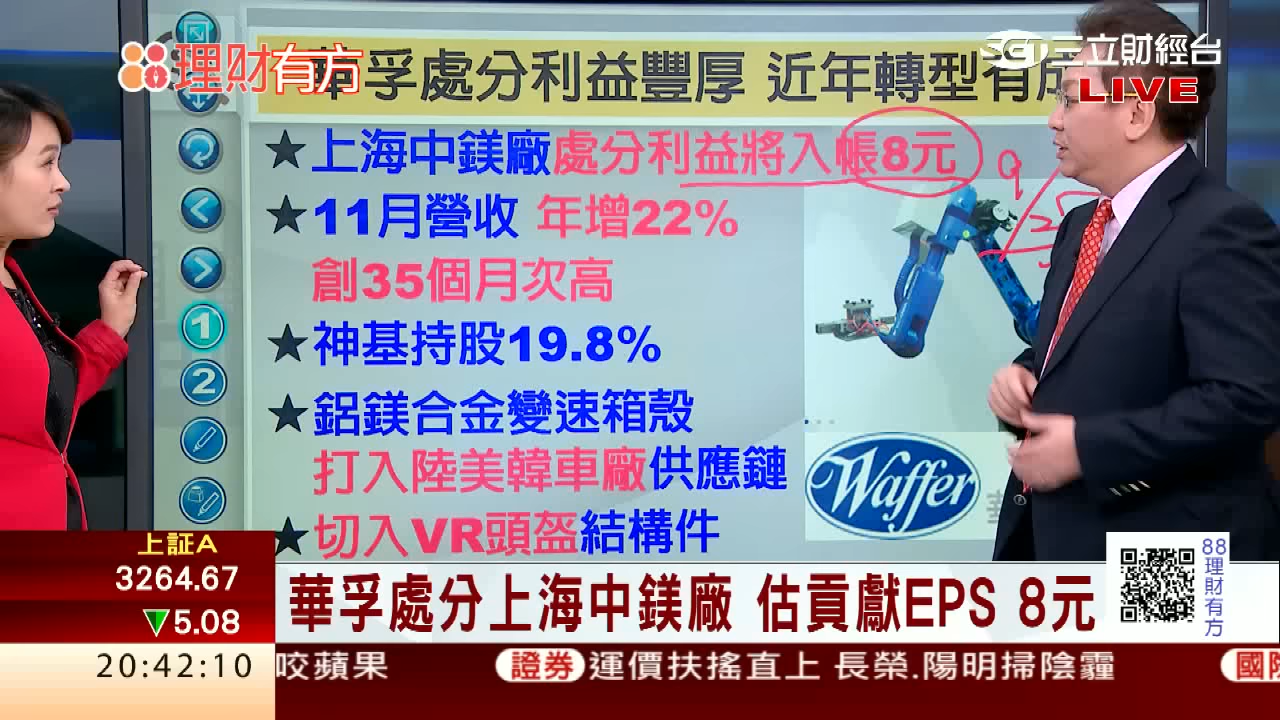 88理財有方
華孚處分利益豐厚 近年轉型有成
SET三立財經台
LIVE
★上海中鎂廠處分利益將入帳8元
★11月營收 年增22%
創35個月次高
★神基持股19.8%
★鋁鎂合金變速箱殼
打入陸美韓車廠供應鏈
★切入VR頭盔結構件
1
2
Waffer
華
上証A
3264.67
▼5.08
華孚處分上海中鎂廠 估貢獻EPS 8元
88理財有方
20:42:10
咬蘋果 證券 運價扶搖直上 長榮.陽明掃陰霾 國際